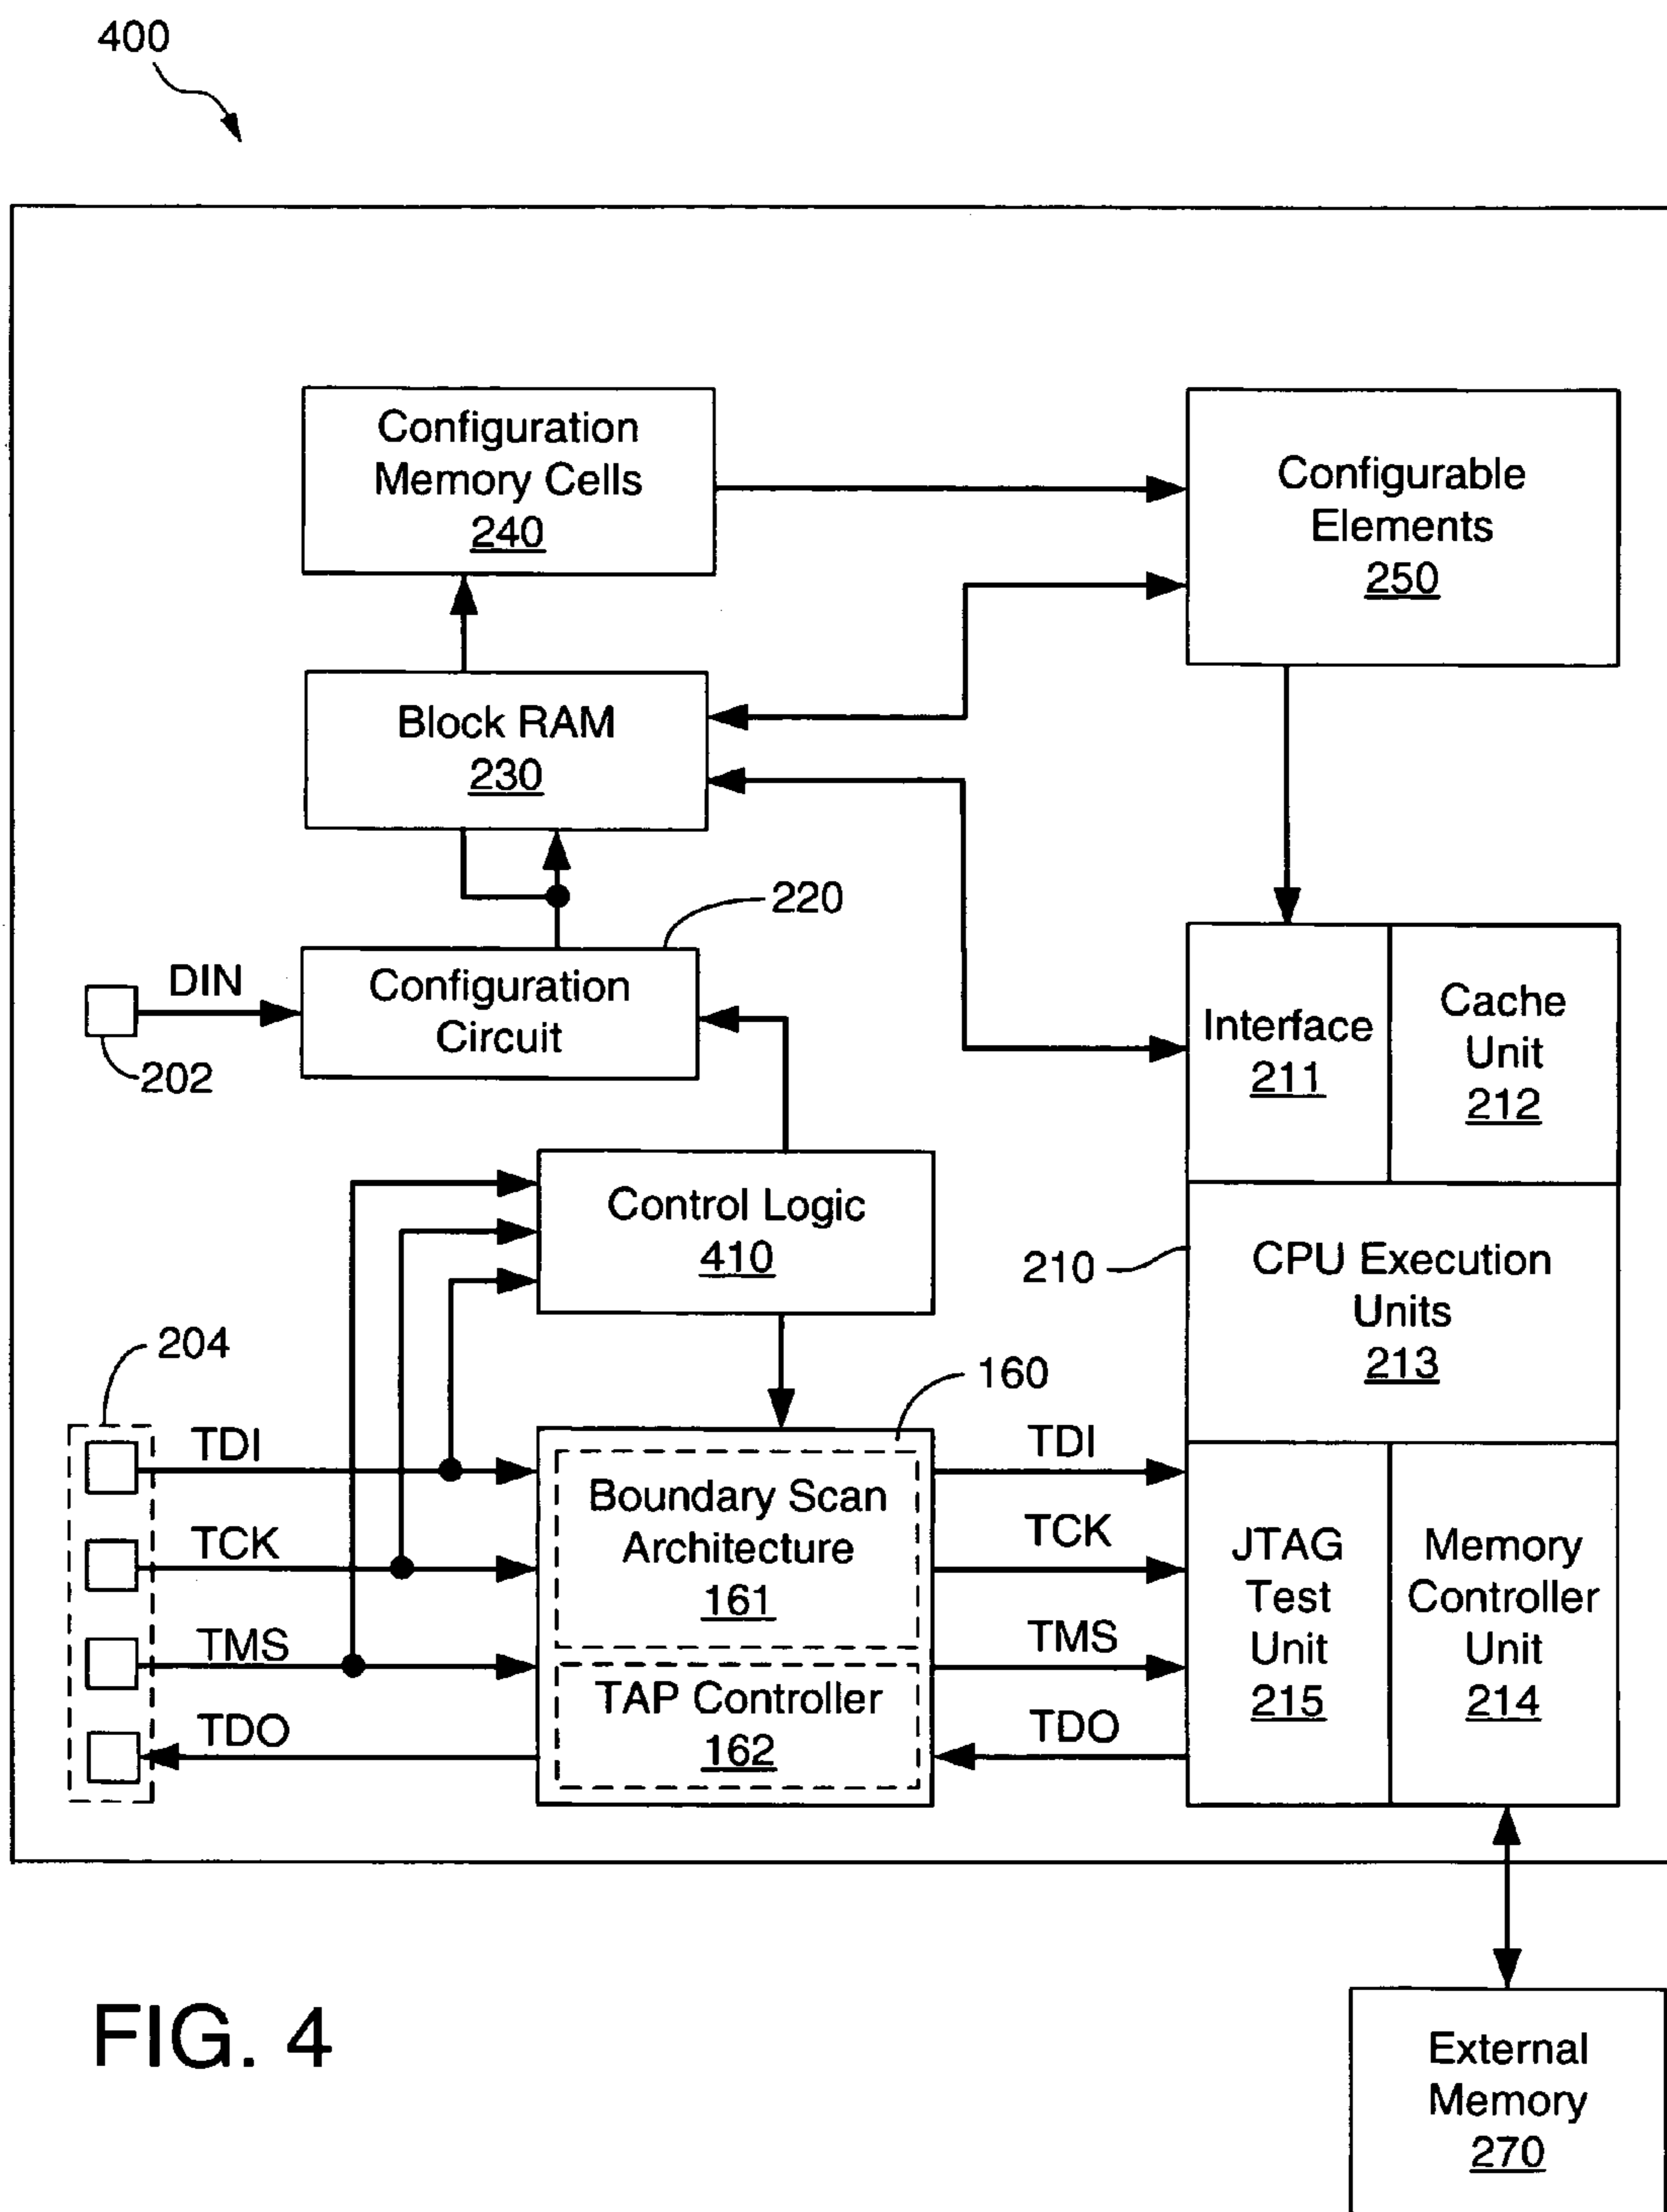 400
Configuration
Memory Cells
240
Configurable
Elements
250
Block RAM
230
220
DIN
Configuration
Circuit
202
Interface
211
Cache
Unit
212
Control Logic
410
210
CPU Execution
Units
213
204
160
TDI
TCK
TMS
TDO
Boundary Scan
Architecture
161
TAP Controller
162
TDI
TCK
TMS
TDO
JTAG
Test
Unit
215
Memory
Controller
Unit
214
FIG. 4
External
Memory
270